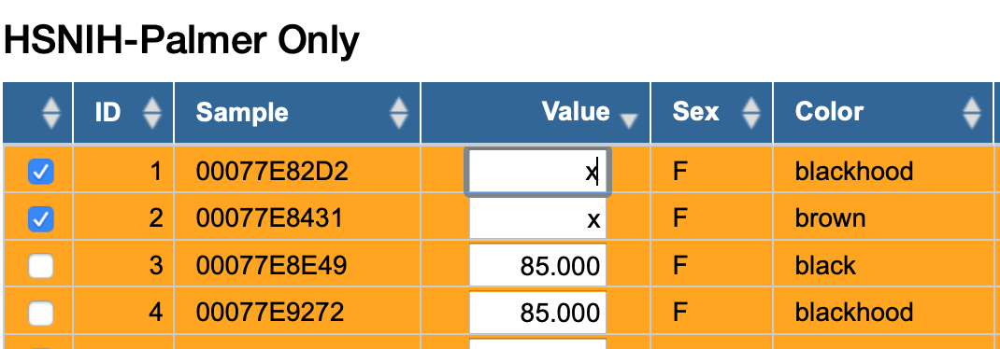 HSNIH-Palmer Only
ID Sample Value Sex Color
1 00077E82D2 x F blackhood
2 00077E8431 x F brown
3 00077E8E49 85.000 F black
4 00077E9272 85.000 F blackhood